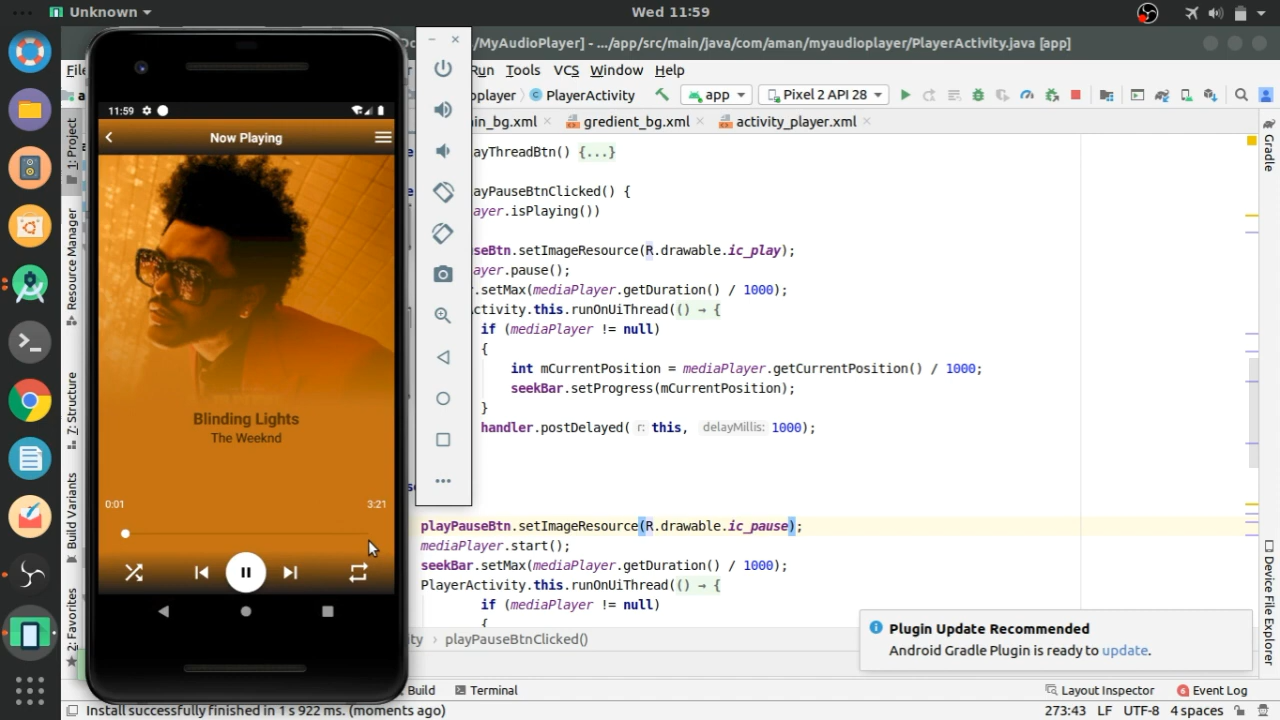 Unknown
Wed 11:59
MyAudioPlayer] - .../app/src/main/java/com/aman/myaudioplayer/PlayerActivity.java [app]
Run Tools VCS Window Help
oplayer PlayerActivity app Pixel 2 API 28
in_bg.xml gredient_bg.xml activity_player.xml
1: Project
Resource Manager
7: Structure
Build Variants
2: Favorites
11:59
Now Playing
Blinding Lights
The Weeknd
0:01 3:21
ayThreadBtn() {...}
ayPauseBtnClicked() {
ayer.isPlaying())
seBtn.setImageResource(R.drawable.ic_play);
ayer.pause();
.setMax(mediaPlayer.getDuration() / 1000);
ctivity.this.runOnUiThread(() → {
if (mediaPlayer != null)
{
int mCurrentPosition = mediaPlayer.getCurrentPosition() / 1000;
seekBar.setProgress(mCurrentPosition);
}
handler.postDelayed( r: this, delayMillis: 1000);
se
playPauseBtn.setImageResource(R.drawable.ic_pause);
mediaPlayer.start();
seekBar.setMax(mediaPlayer.getDuration() / 1000);
PlayerActivity.this.runOnUiThread(() → {
if (mediaPlayer != null)
{
ity › playPauseBtnClicked()
Gradle
Device File Explorer
Plugin Update Recommended
Android Gradle Plugin is ready to update.
Build Terminal Layout Inspector 6 Event Log
Install successfully finished in 1 s 922 ms. (moments ago) 273:43 LF UTF-8 4 spaces